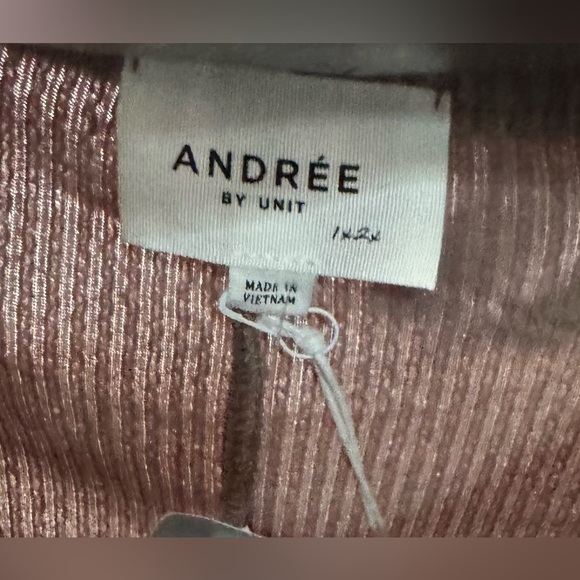 ANDRÉE
BY UNIT
1x2x
MADE IN
VIETNAM